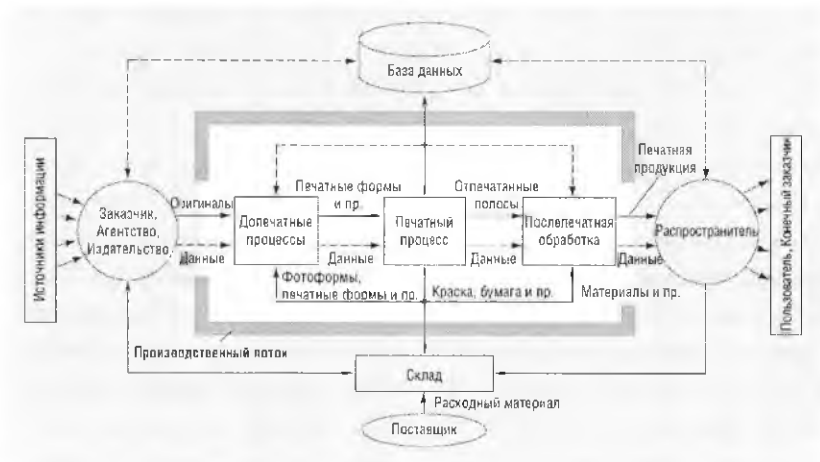 База данных
Источники информации
Заказчик,
Агентство,
Издательство,
Оригиналы
Данные
Допечатные
процессы
Печатные формы
и пр.
Данные
Печатный
процесс
Отпечатанные
полосы
Данные
Послепечатная
обработка
Печатная
продукция
Данные
Распространитель
Пользователь, Конечный заказчик
Фотоформы,
печатные формы и пр.
Краска, бумага и пр.
Материалы и пр.
Производственный поток
Склад
Расходный материал
Поставщик